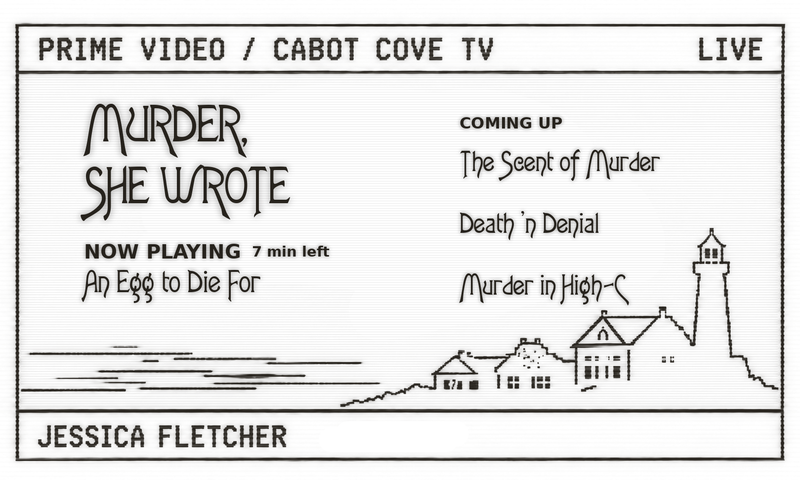 PRIME VIDEO / CABOT COVE TV
LIVE
MURDER,
SHE WROTE
NOW PLAYING 7 min left
An Egg to Die For
COMING UP
The Scent of Murder
Death 'n Denial
Murder in High-C
JESSICA FLETCHER